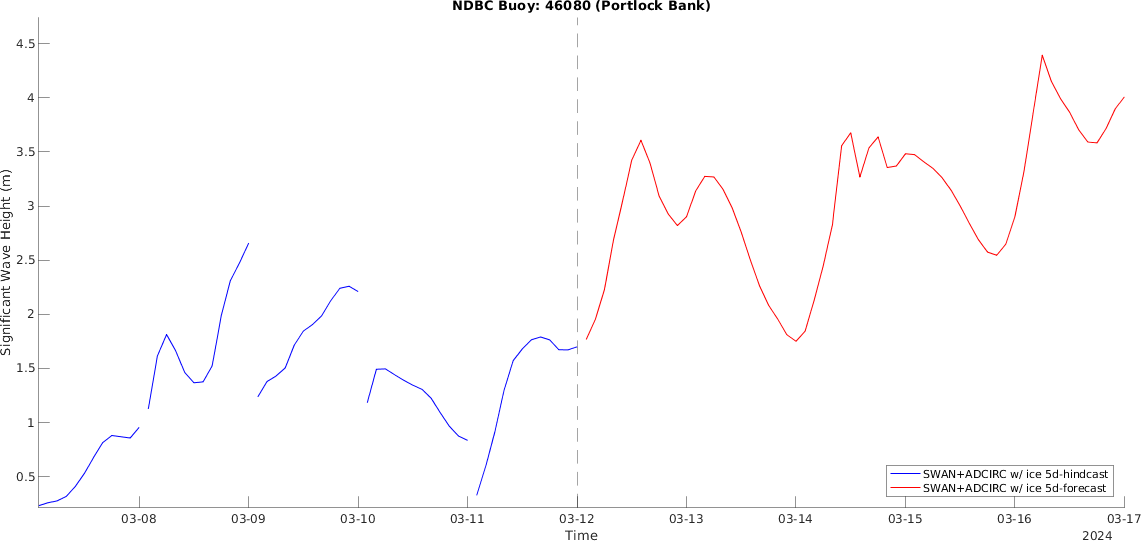 NDBC Buoy: 46080 (Portlock Bank)
4.5
4
3.5
3
2.5
2
1.5
1
0.5
Significant Wave Height (m)
SWAN+ADCIRC w/ ice 5d-hindcast
SWAN+ADCIRC w/ ice 5d-forecast
03-08 03-09 03-10 03-11 03-12 03-13 03-14 03-15 03-16 03-17
Time
2024